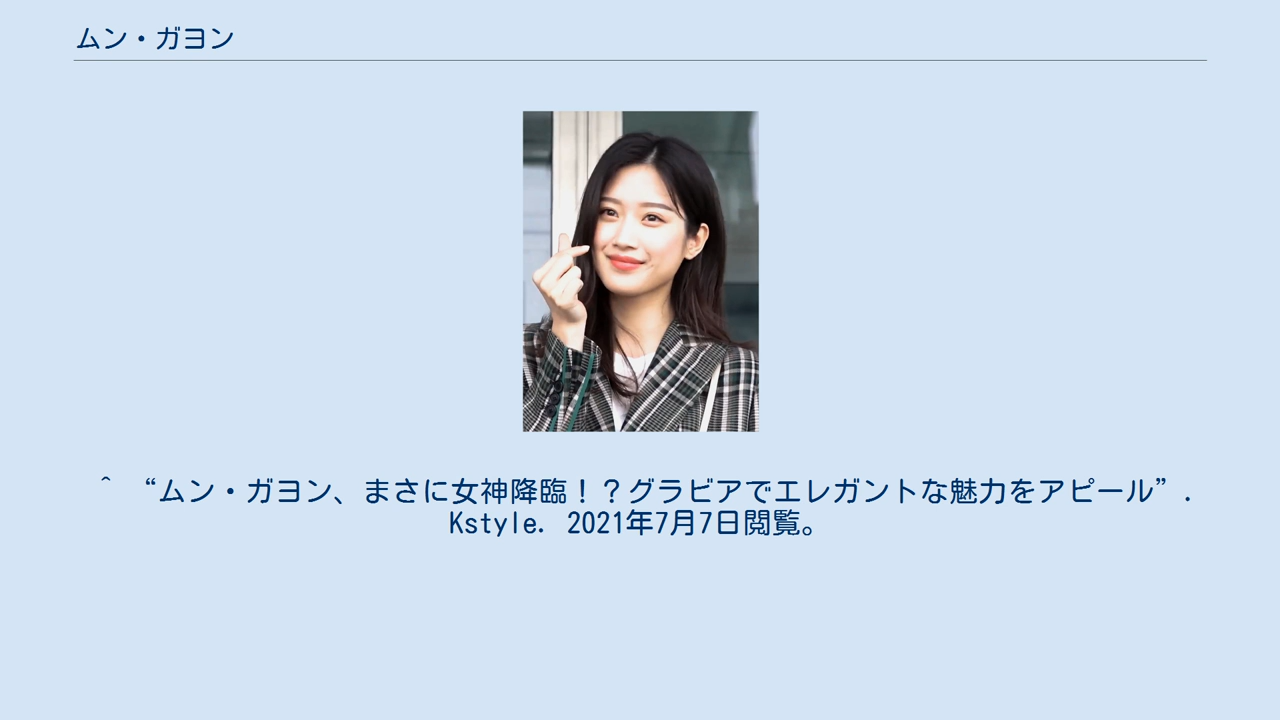 ムン・ガヨン
^ “ムン・ガヨン、まさに女神降臨！？グラビアでエレガントな魅力をアピール”.
Kstyle. 2021年7月7日閲覧。